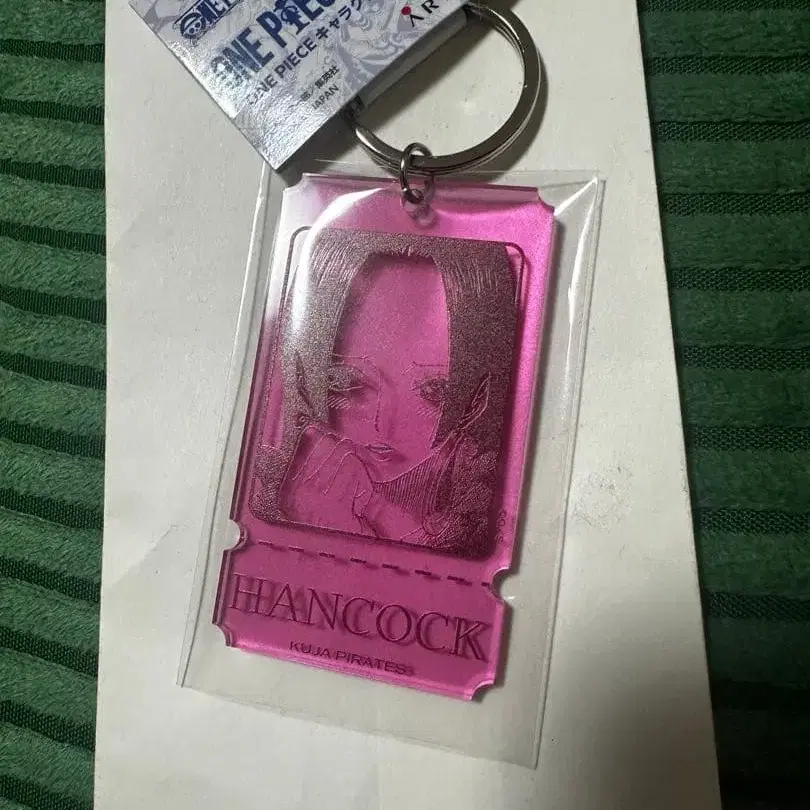 ONE PIECE
ONE PIECE キャラク
JAPAN
HANCOCK
KUJA PIRATES